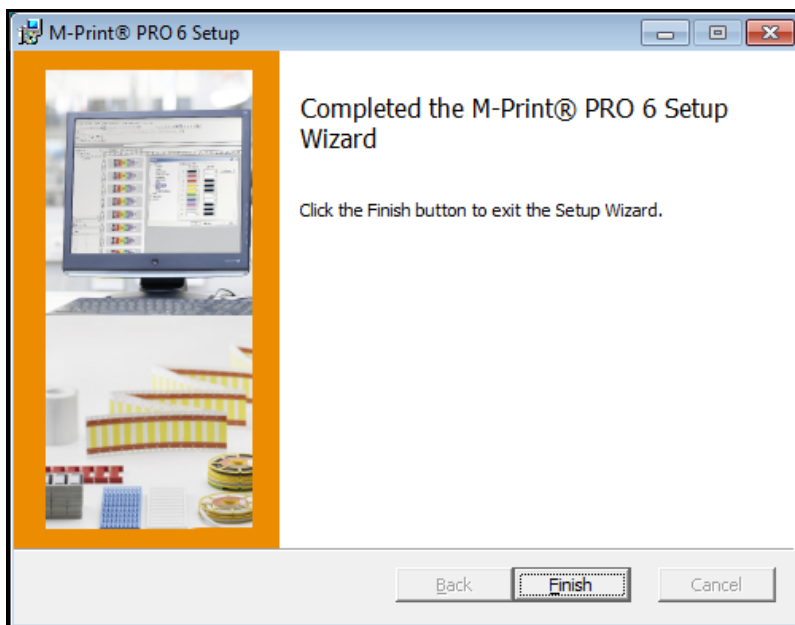 M-Print® PRO 6 Setup
Completed the M-Print® PRO 6 Setup
Wizard
Click the Finish button to exit the Setup Wizard.
Back
Finish
Cancel